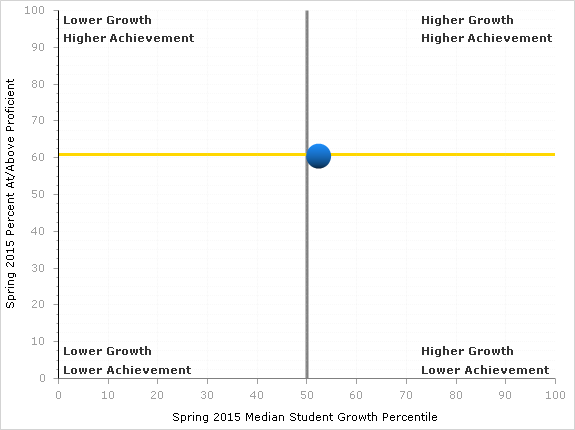 Lower Growth
Higher Achievement
Higher Growth
Higher Achievement
100
90
80
70
60
50
40
30
20
10
0
Spring 2015 Percent At/Above Proficient
Lower Growth
Lower Achievement
Higher Growth
Lower Achievement
0 10 20 30 40 50 60 70 80 90 100
Spring 2015 Median Student Growth Percentile